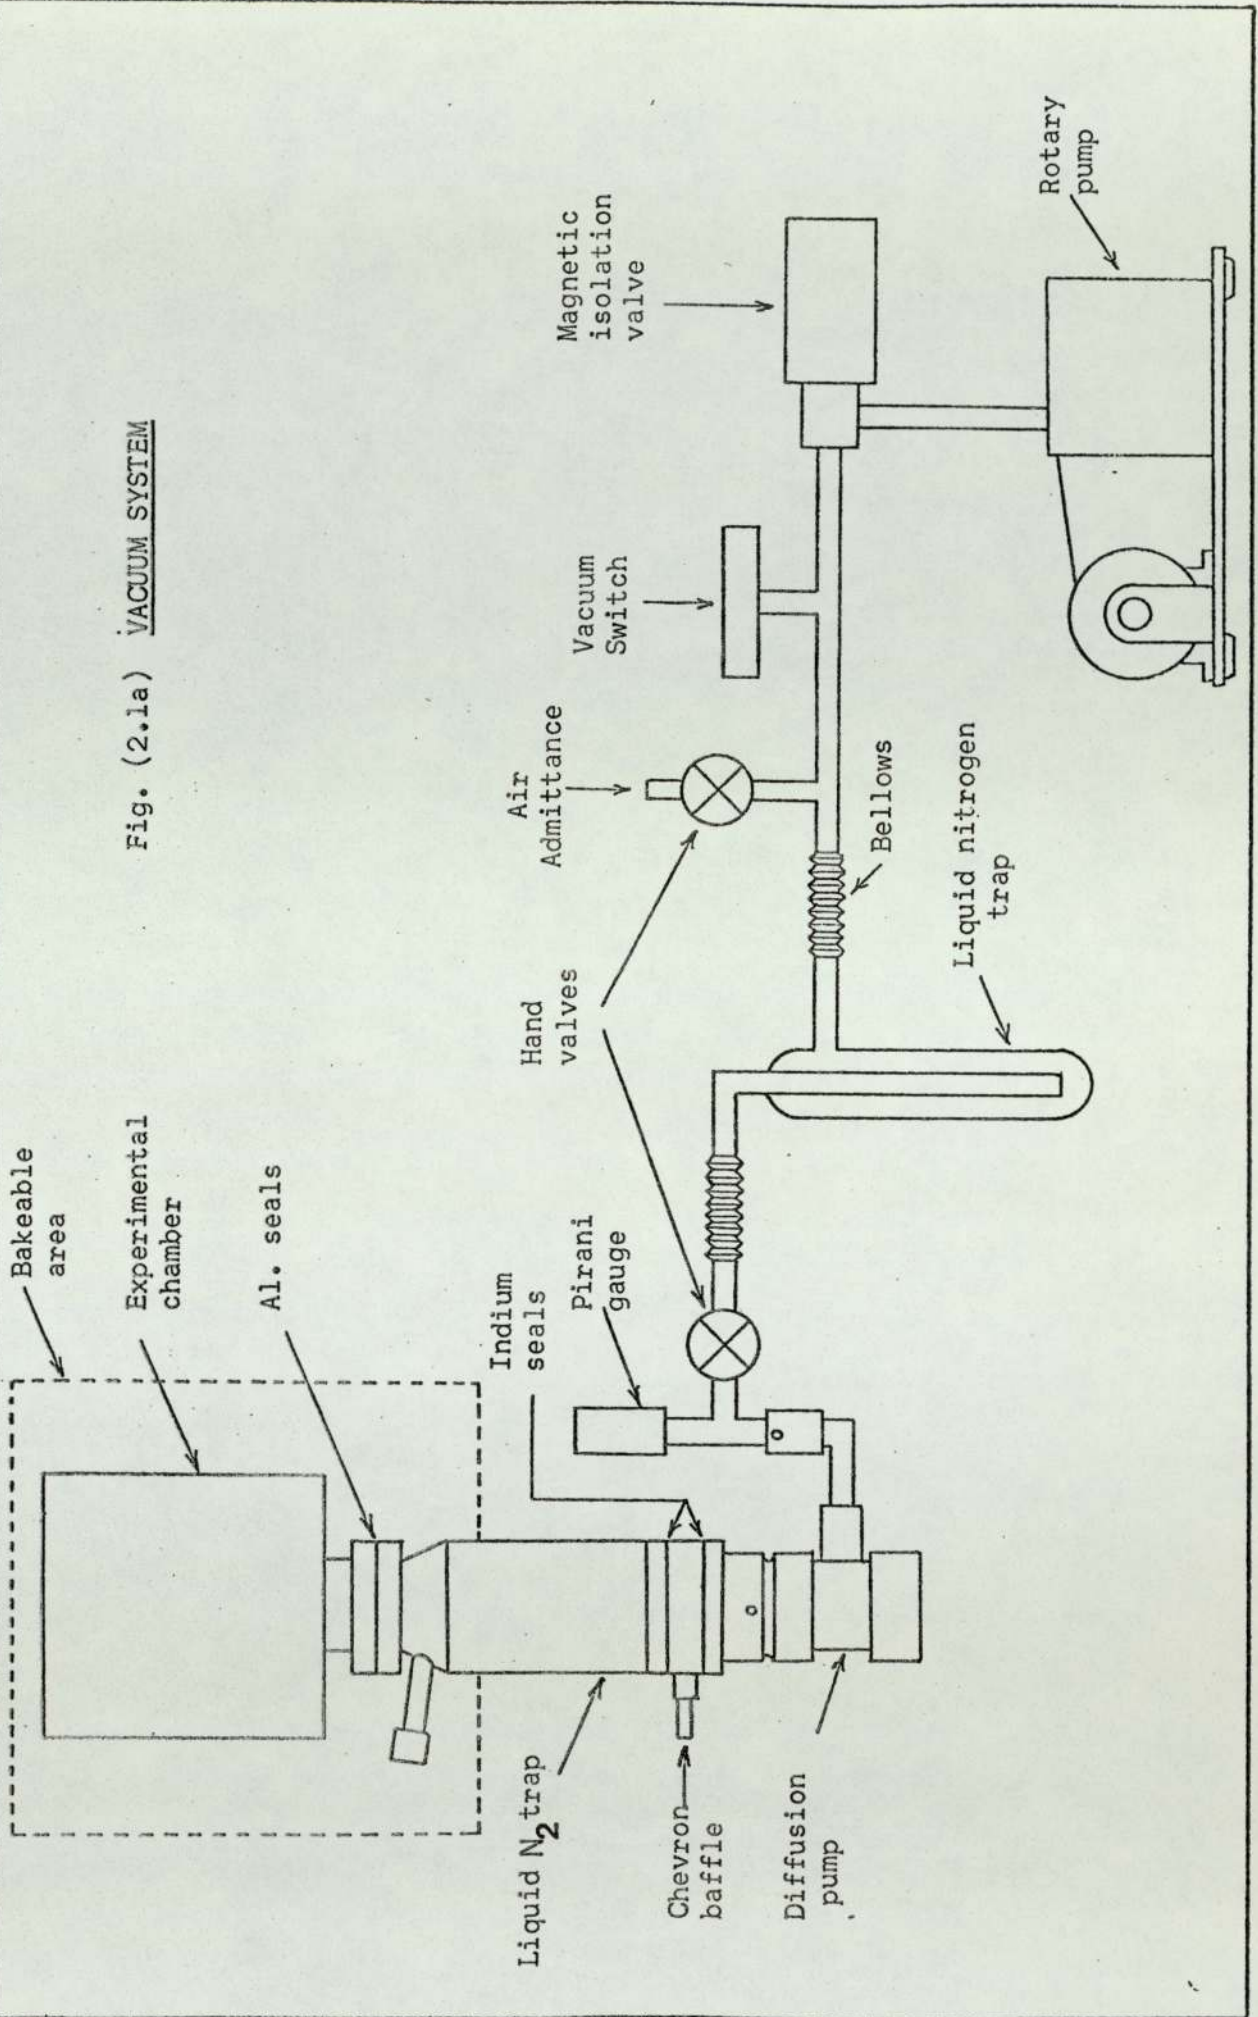 Bakeable
area
Experimental
chamber
Al. seals
Fig. (2.1a) VACUUM SYSTEM
Liquid N2 trap
Chevron
baffle
Diffusion
pump
Indium
seals
Pirani
gauge
Hand
valves
Air
Admittance
Vacuum
Switch
Magnetic
isolation
valve
Bellows
Liquid nitrogen
trap
Rotary
pump